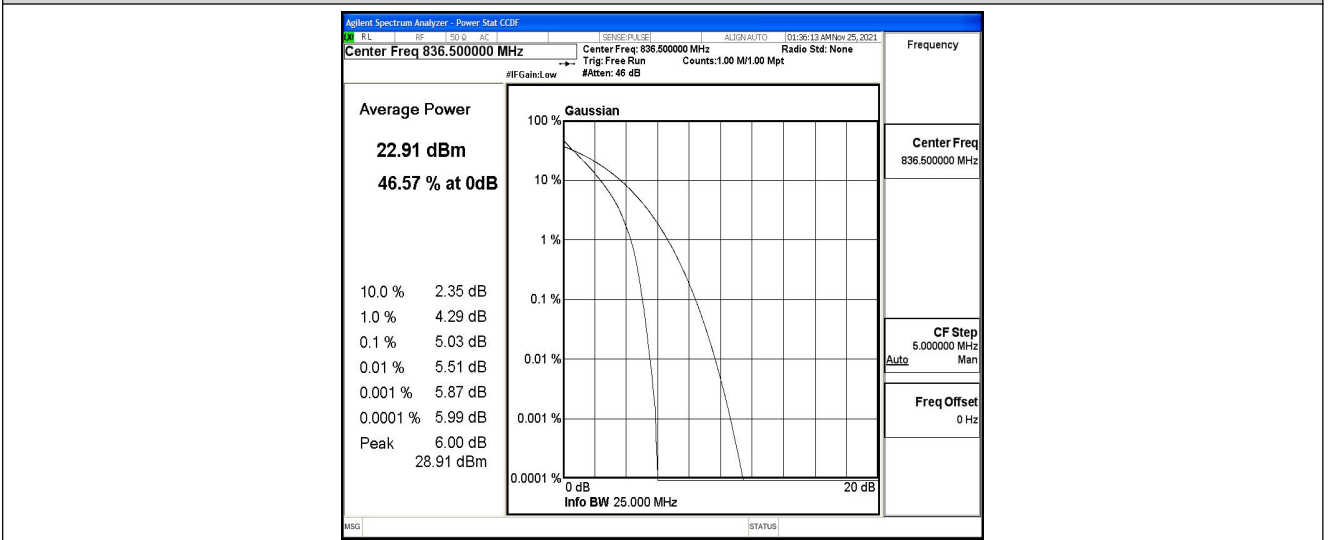 Agilent Spectrum Analyzer - Power Stat CCDF
LXI RL RF 50 Ω AC SENSE:PULSE ALIGN AUTO 01:36:13 AM Nov 25, 2021
Center Freq 836.500000 MHz
Center Freq: 836.500000 MHz Radio Std: None
Trig: Free Run Counts:1.00 M/1.00 Mpt
#IFGain:Low #Atten: 46 dB
Frequency
Average Power
22.91 dBm
46.57 % at 0dB
10.0 % 2.35 dB
1.0 % 4.29 dB
0.1 % 5.03 dB
0.01 % 5.51 dB
0.001 % 5.87 dB
0.0001 % 5.99 dB
Peak 6.00 dB
28.91 dBm
Gaussian
100 %
10 %
1 %
0.1 %
0.01 %
0.001 %
0.0001 %
0 dB 20 dB
Info BW 25.000 MHz
Center Freq
836.500000 MHz
CF Step
5.000000 MHz
Auto Man
Freq Offset
0 Hz
MSG STATUS